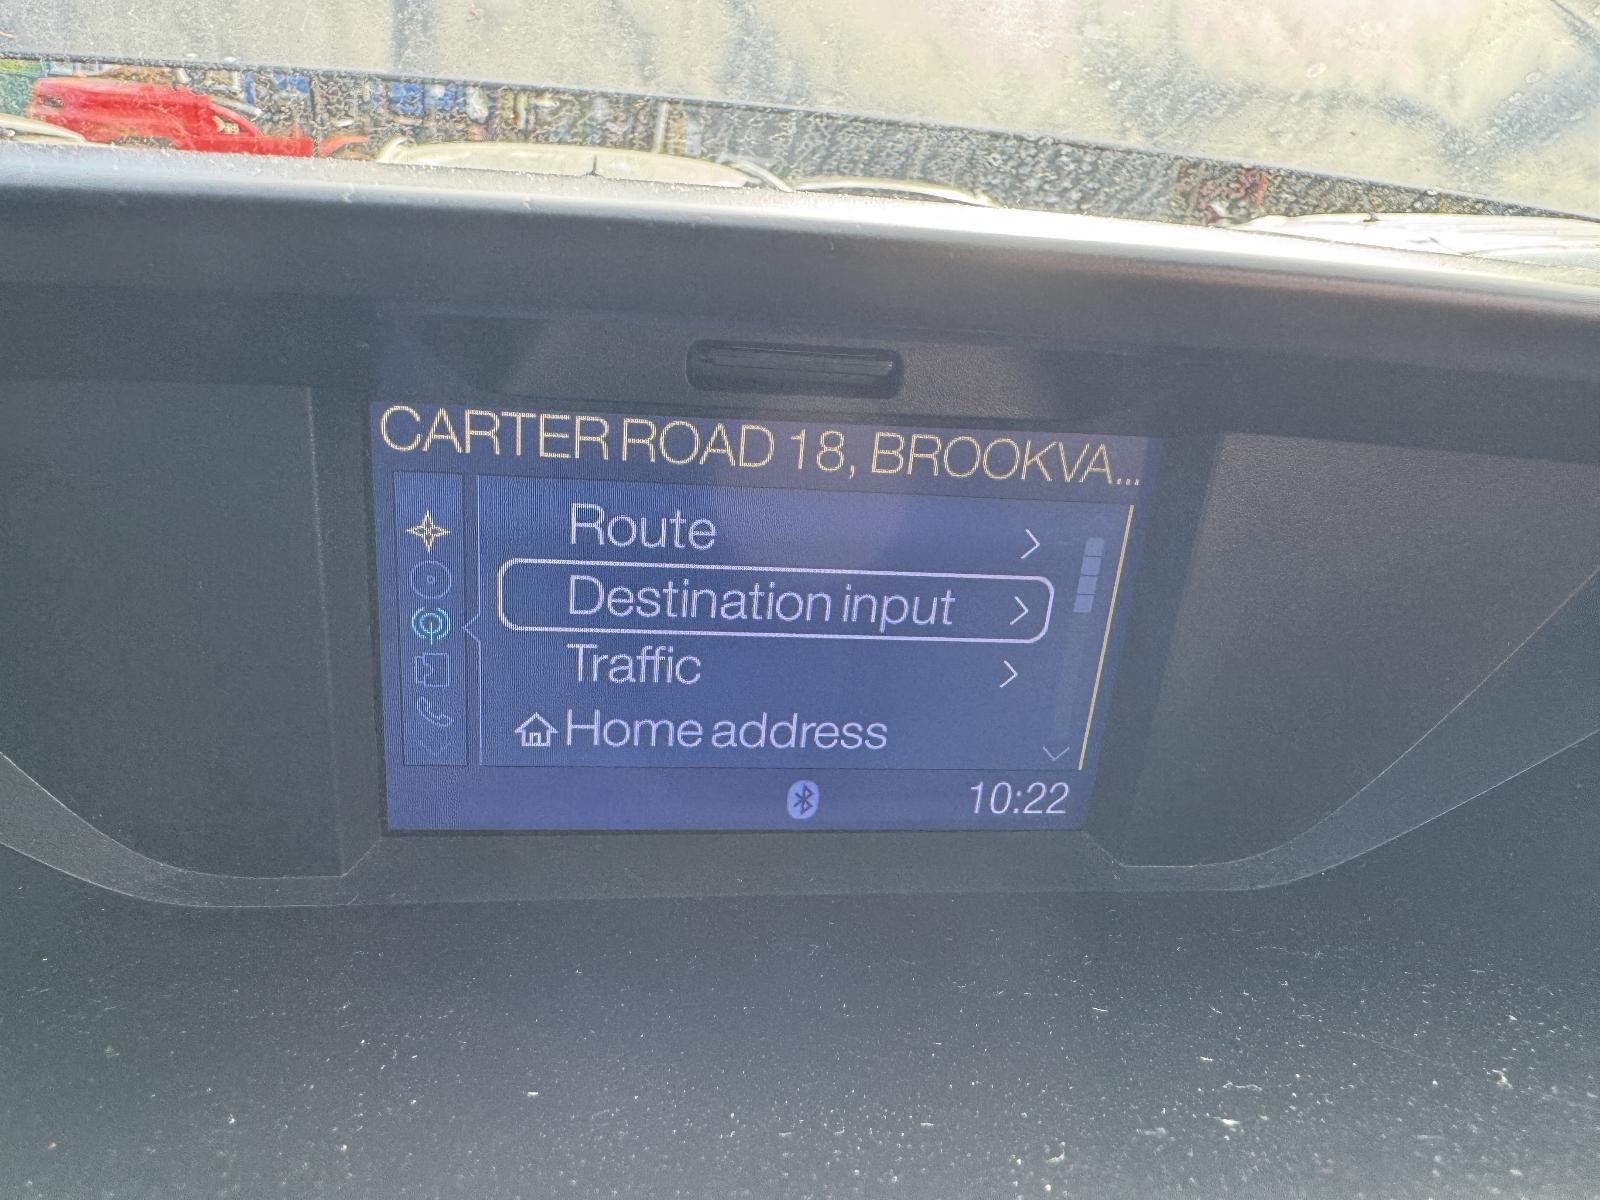 CARTER ROAD 18, BROOKVA...
Route
Destination input
Traffic
Home address
10:22